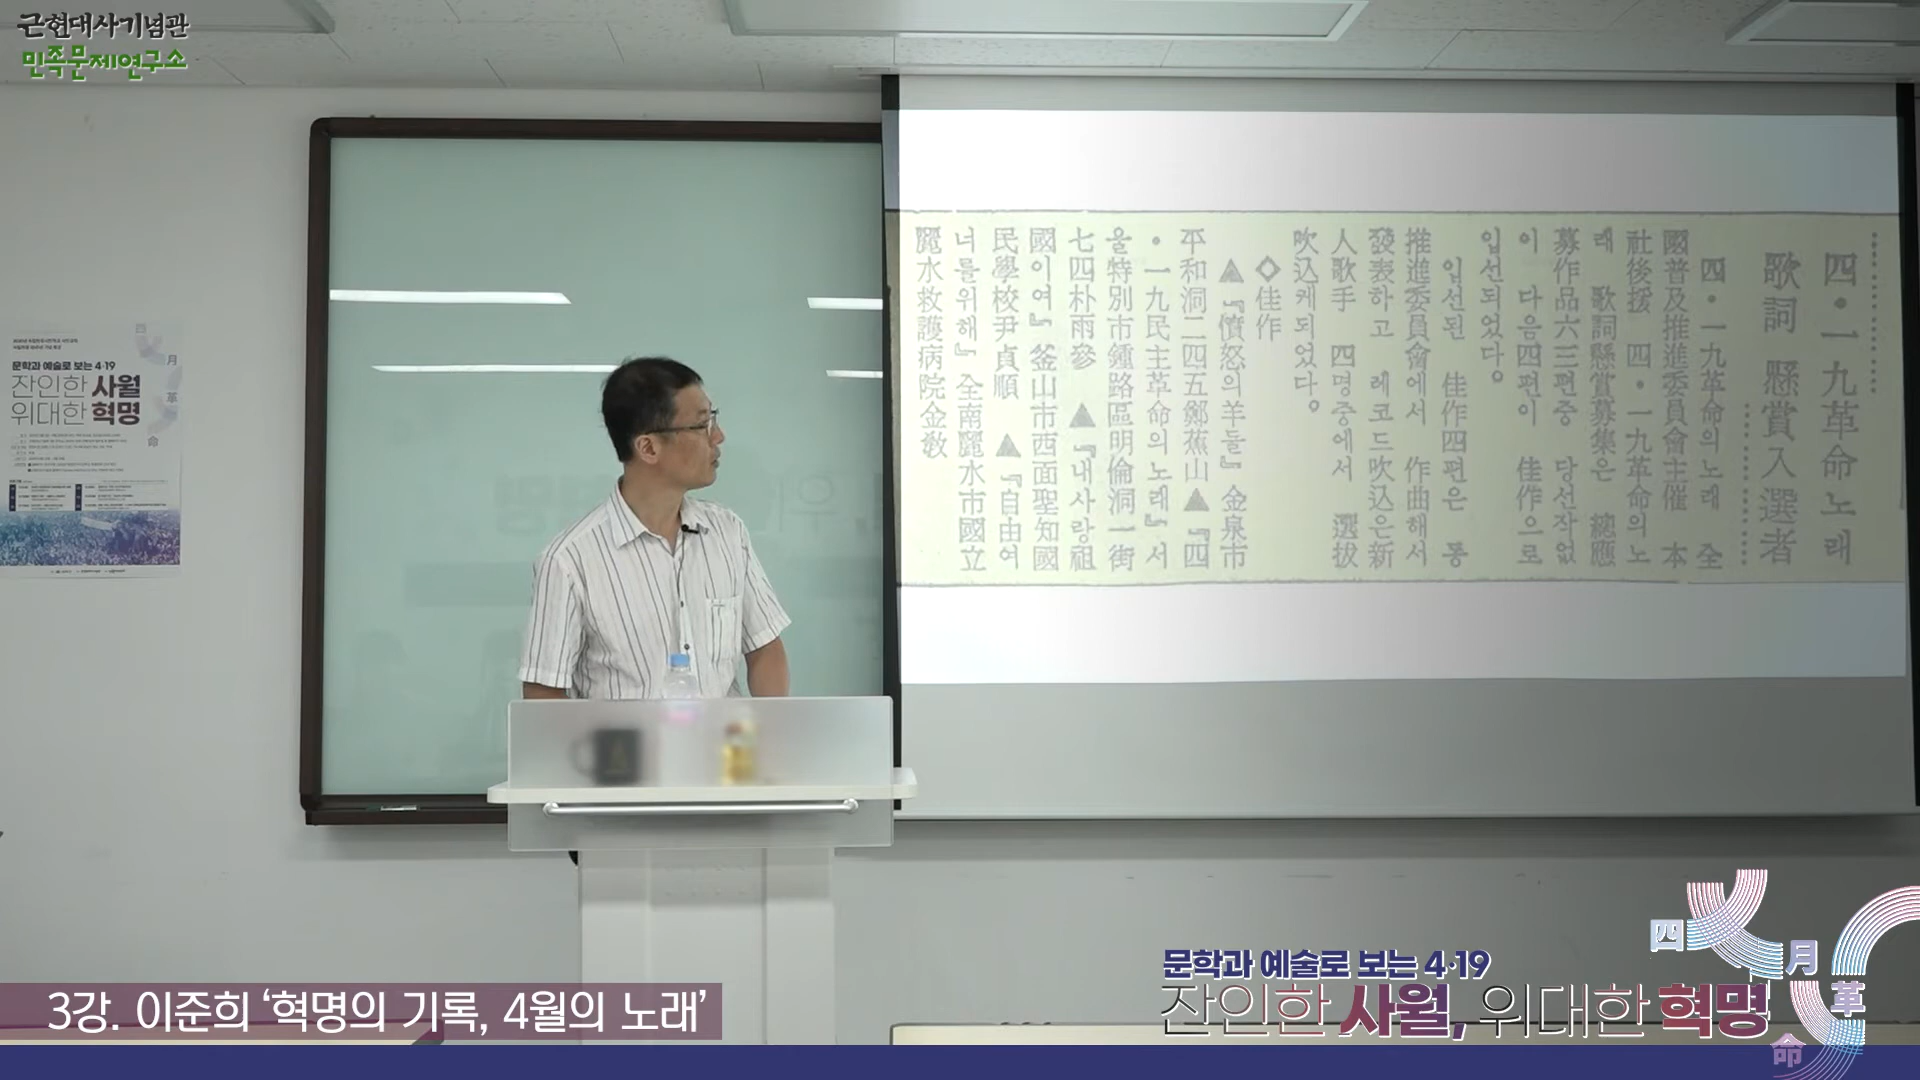 근현대사기념관
민족문제연구소
四·一九革命노래
歌詞 懸賞入選者
四·一九革命의노래 全
國普及推進委員會主催 本
社後援 四·一九革命의노
래 歌詞懸賞募集은 總應
募作品六三편중 당선작없
이 다음四편이 佳作으로
입선되었다。
입선된 佳作四편은 동
推進委員會에서 作曲해서
發表하고 레코드吹込은新
人歌手 四명중에서 選拔
吹込케되었다。
◇佳作
▲『憤怒의羊들』 金泉市
平和洞二四五鄭蕉山▲『四
·一九民主革命의노래』서
울特別市鍾路區明倫洞一街
七四朴雨參 ▲『내사랑祖
國이여』釜山市西面聖知國
民學校尹貞順 ▲『自由여
너를위해』全南麗水市國立
麗水救護病院金敎
문학과 예술로 보는 4·19
잔인한 사월
위대한 혁명
四
月
革
命
3강. 이준희 ‘혁명의 기록, 4월의 노래’
문학과 예술로 보는 4·19
잔인한 사월, 위대한 혁명
四
月
革
命